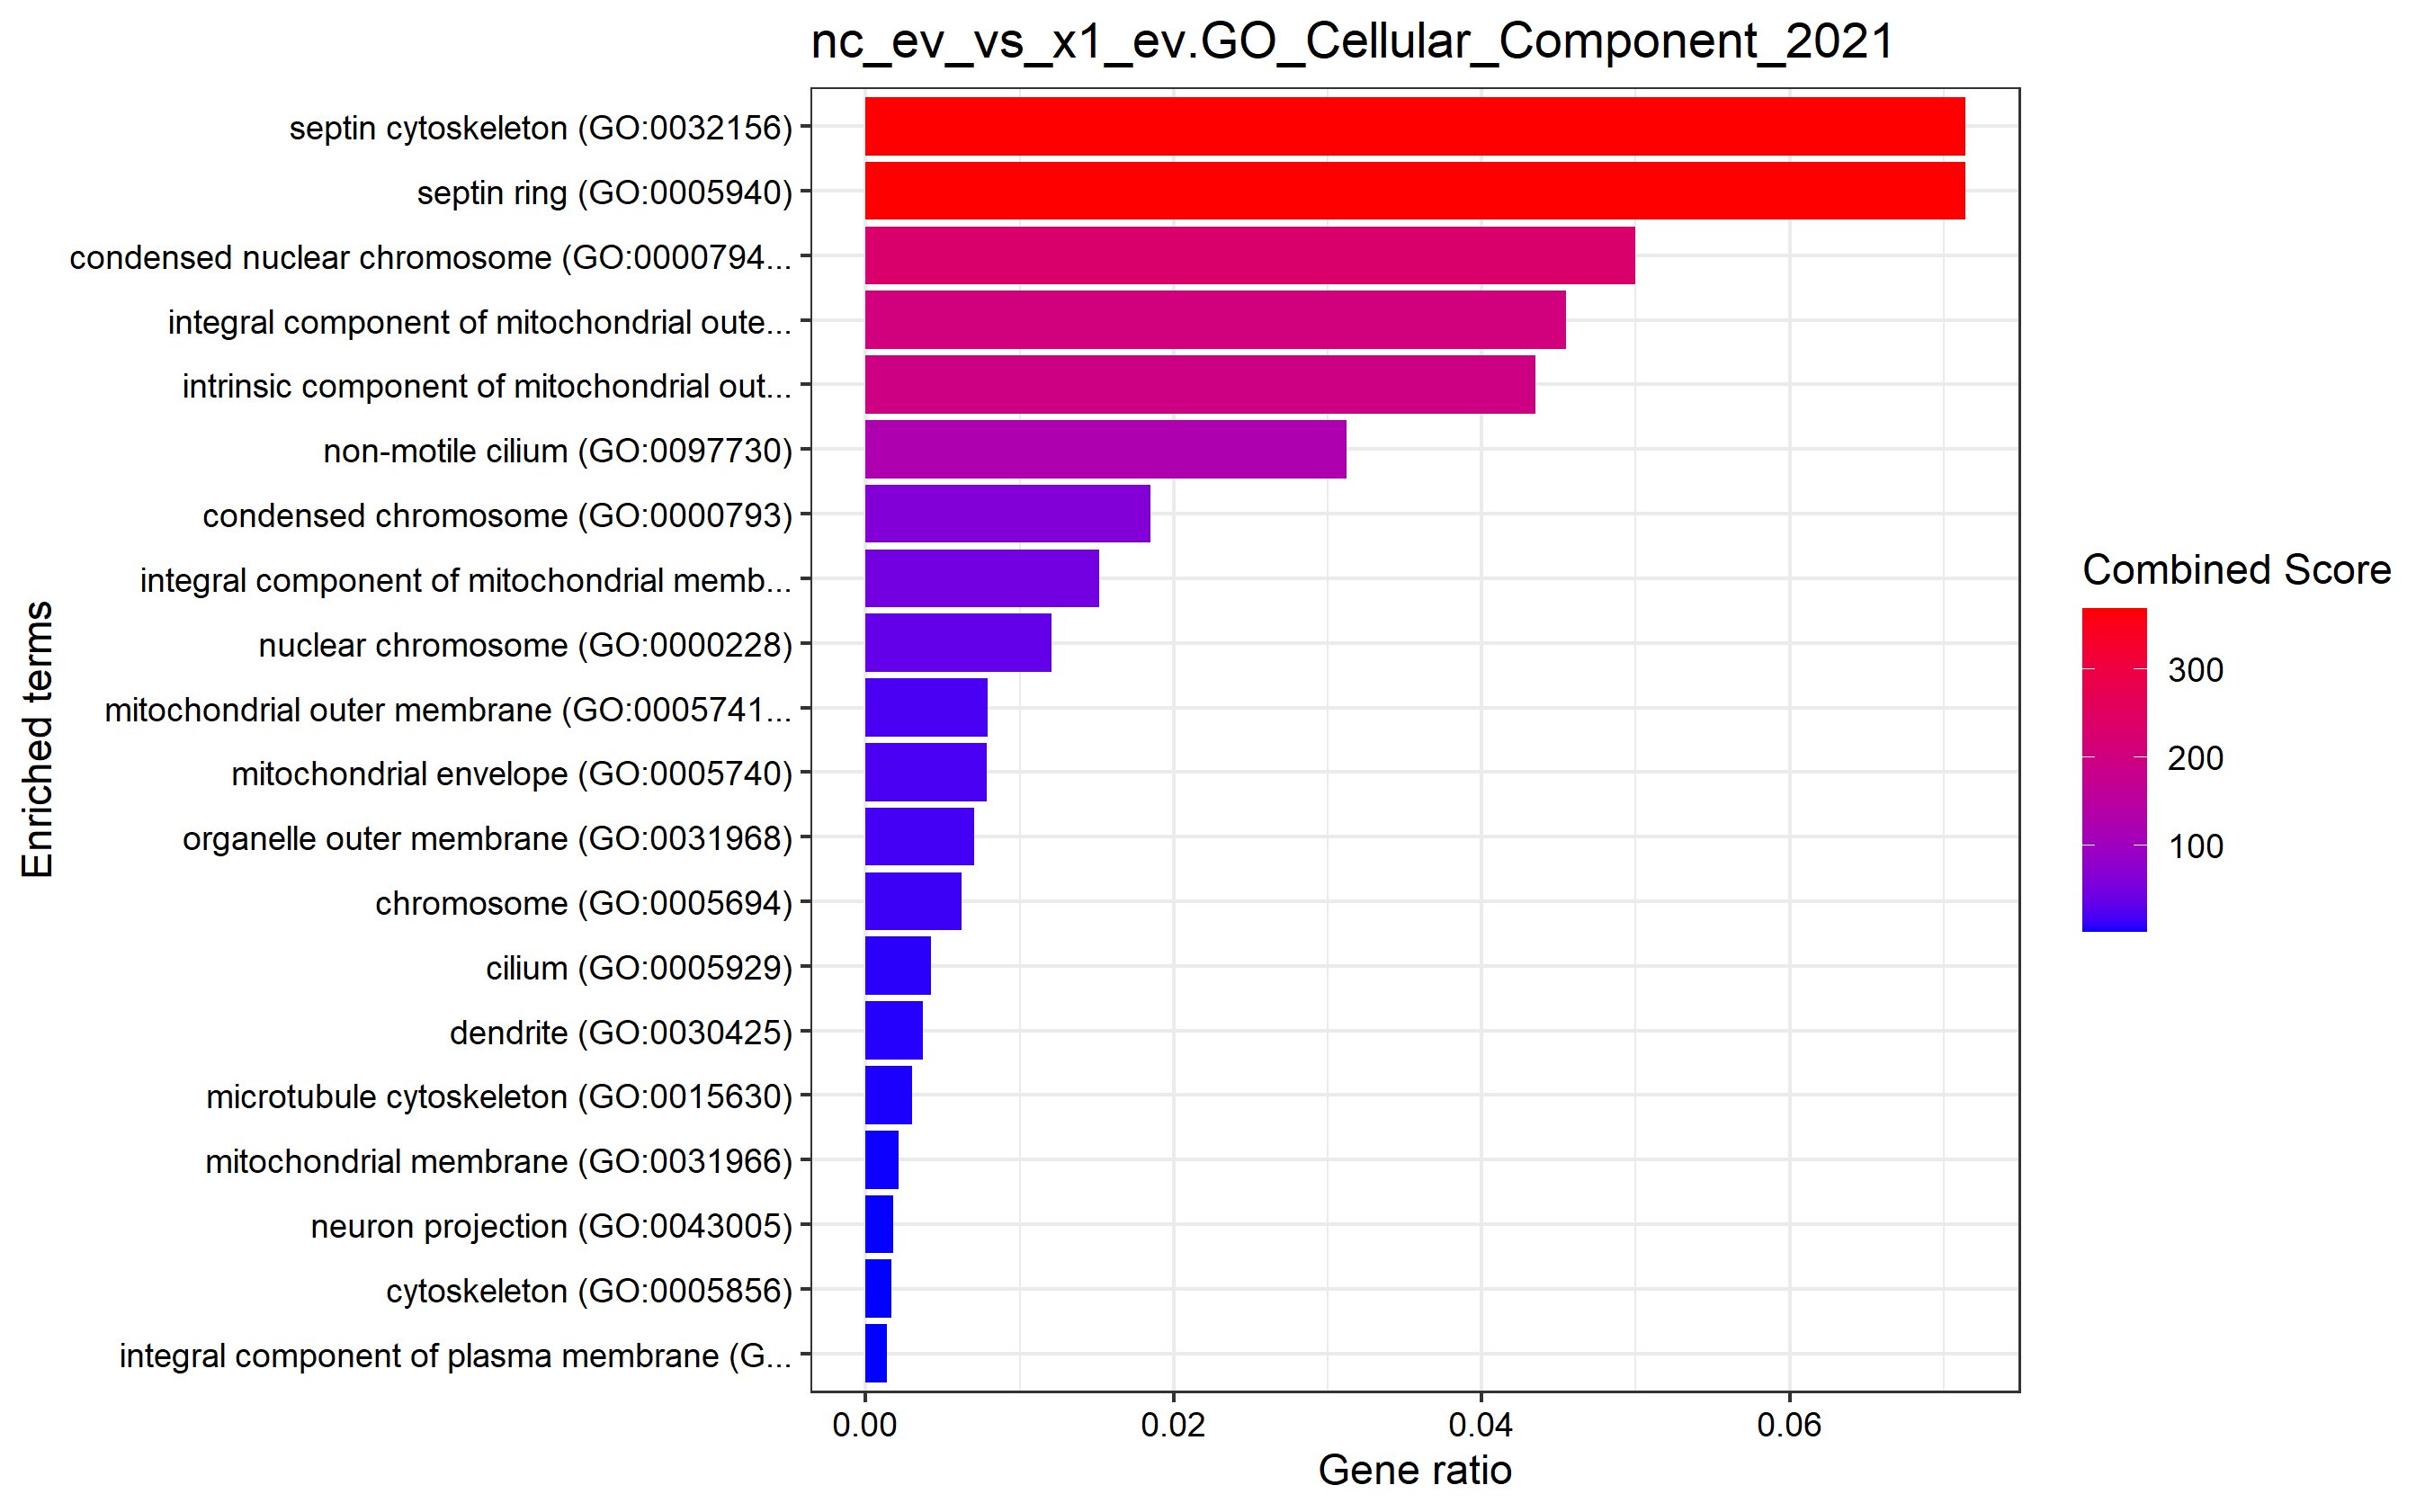 nc_ev_vs_x1_ev.GO_Cellular_Component_2021
septin cytoskeleton (GO:0032156)
septin ring (GO:0005940)
condensed nuclear chromosome (GO:0000794...
integral component of mitochondrial oute...
intrinsic component of mitochondrial out...
non-motile cilium (GO:0097730)
condensed chromosome (GO:0000793)
integral component of mitochondrial memb...
nuclear chromosome (GO:0000228)
mitochondrial outer membrane (GO:0005741...
mitochondrial envelope (GO:0005740)
organelle outer membrane (GO:0031968)
chromosome (GO:0005694)
cilium (GO:0005929)
dendrite (GO:0030425)
microtubule cytoskeleton (GO:0015630)
mitochondrial membrane (GO:0031966)
neuron projection (GO:0043005)
cytoskeleton (GO:0005856)
integral component of plasma membrane (G...
Enriched terms
0.00 0.02 0.04 0.06
Gene ratio
Combined Score
300
200
100